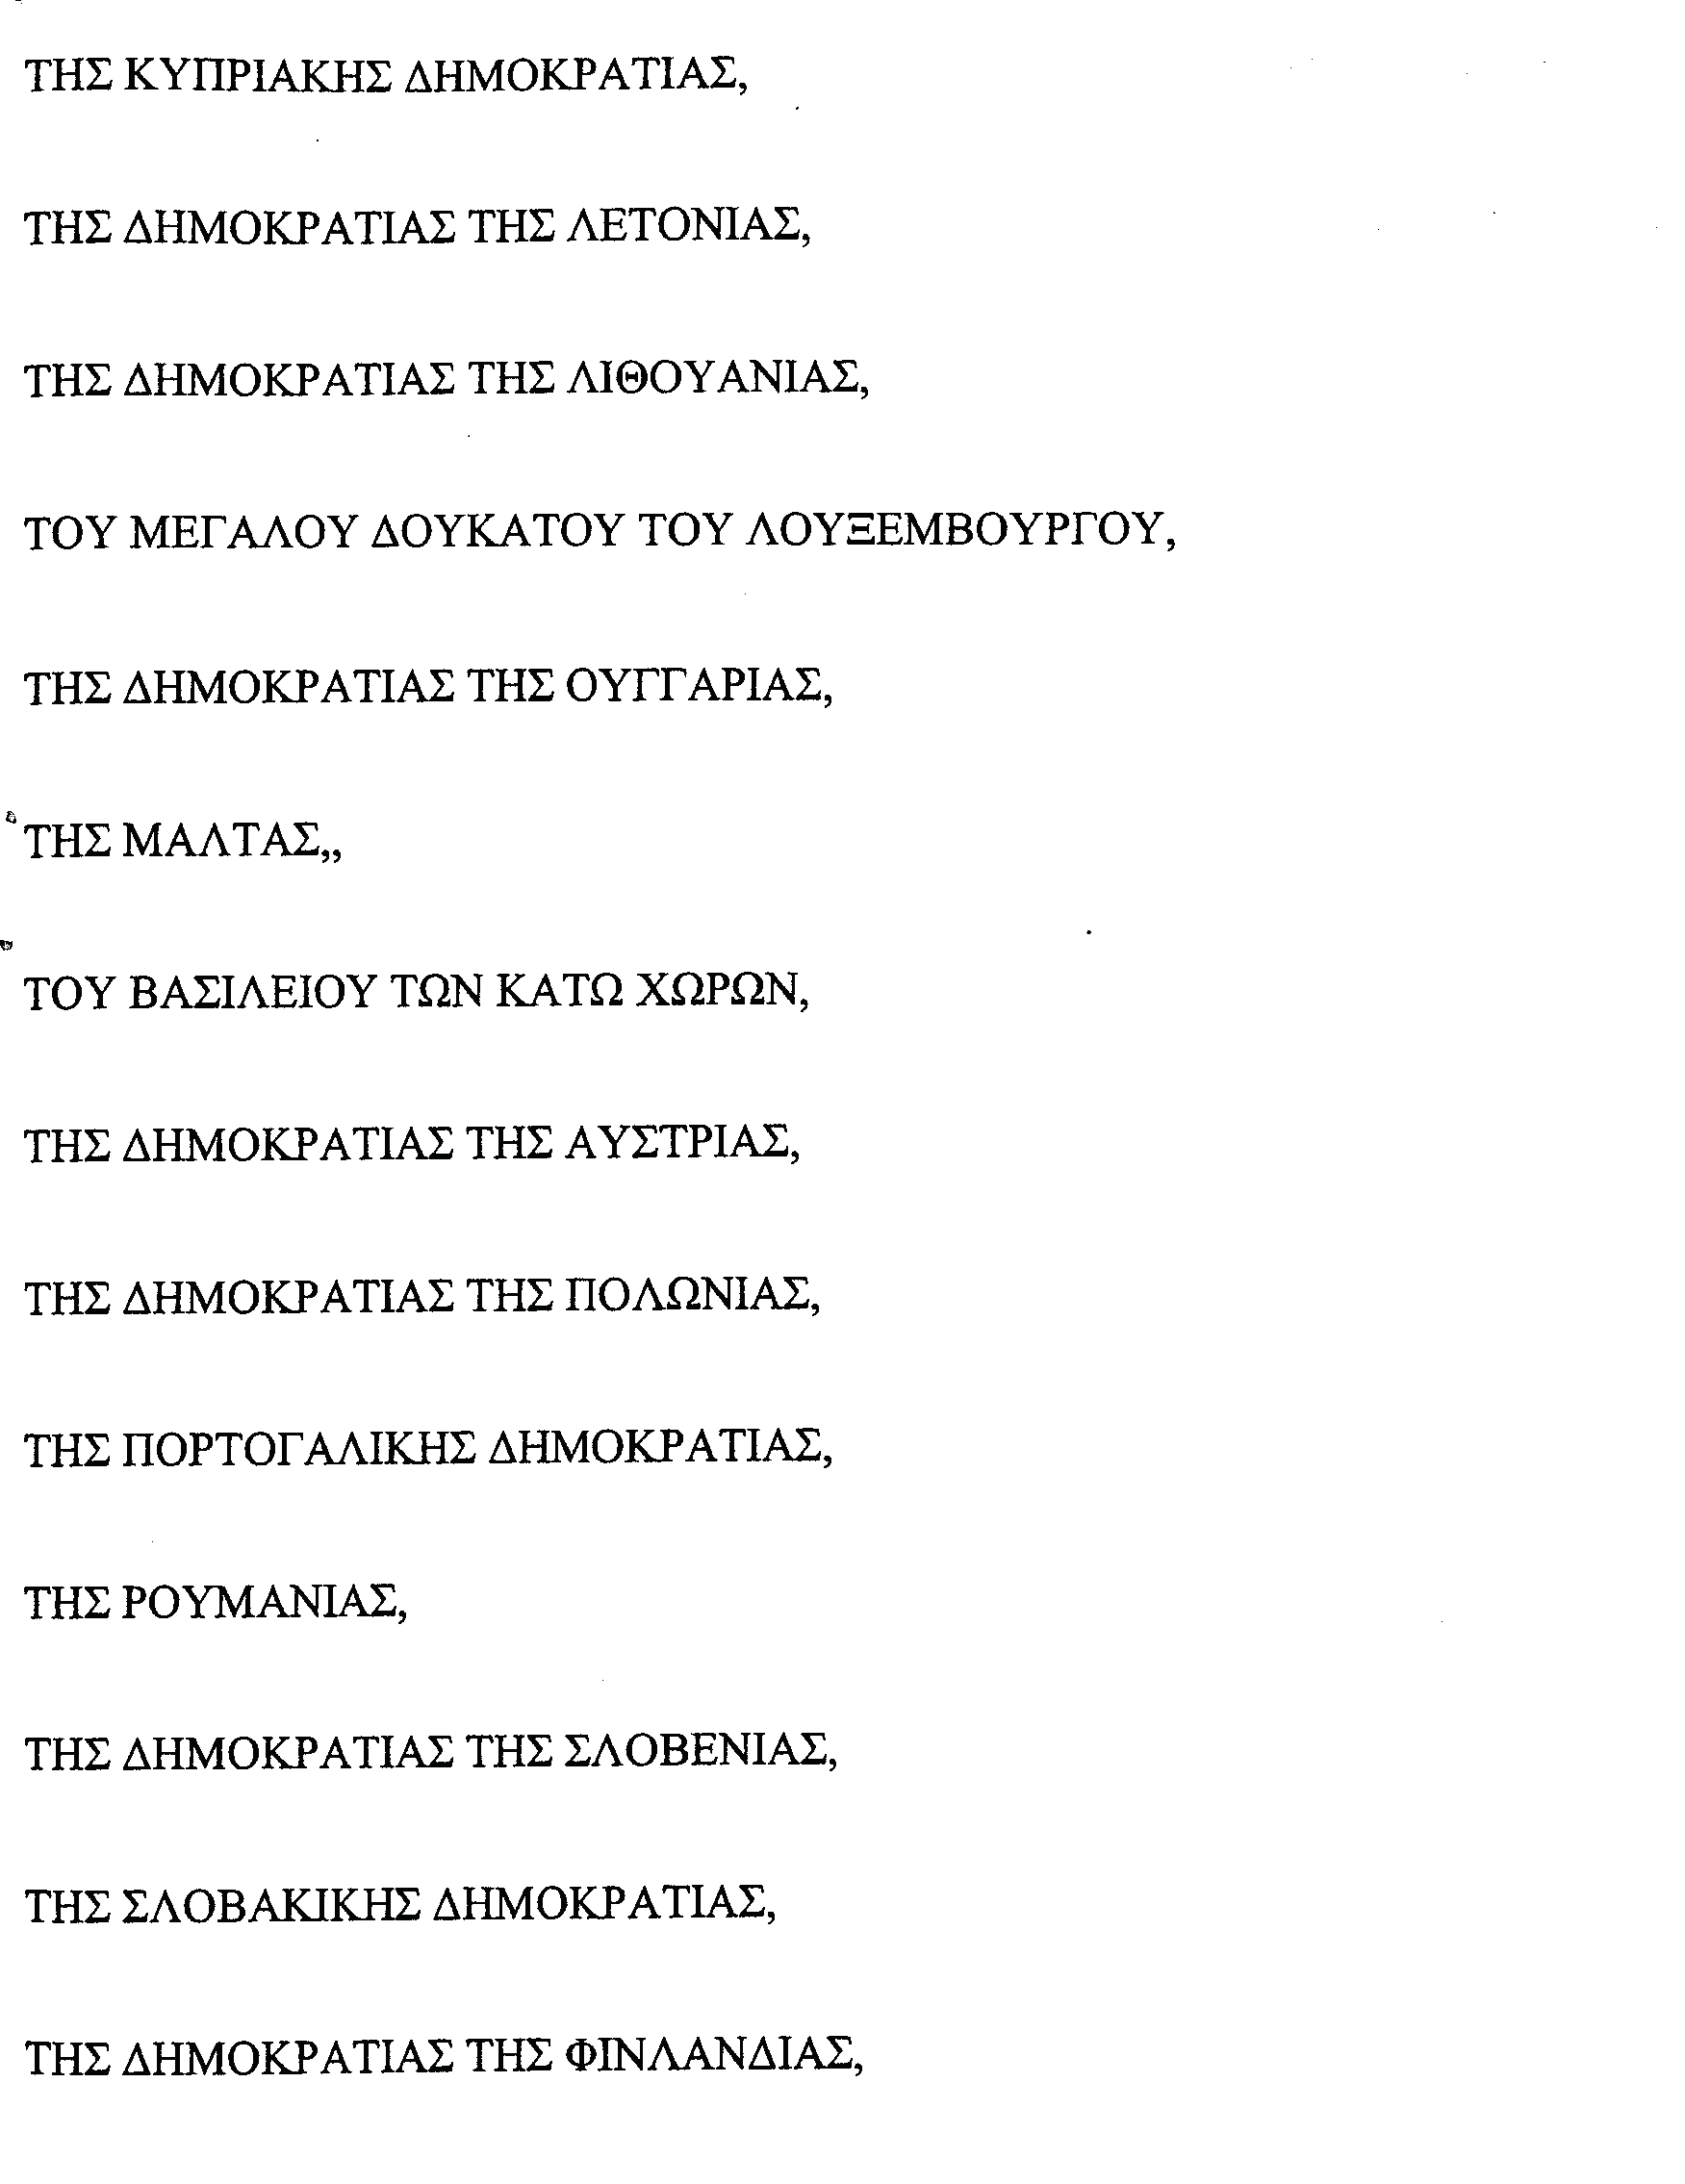 ΤΗΣ ΚΥΠΡΙΑΚΗΣ ΔΗΜΟΚΡΑΤΙΑΣ,
ΤΗΣ ΔΗΜΟΚΡΑΤΙΑΣ ΤΗΣ ΛΕΤΟΝΙΑΣ,
ΤΗΣ ΔΗΜΟΚΡΑΤΙΑΣ ΤΗΣ ΛΙΘΟΥΑΝΙΑΣ,
ΤΟΥ ΜΕΓΑΛΟΥ ΔΟΥΚΑΤΟΥ ΤΟΥ ΛΟΥΞΕΜΒΟΥΡΓΟΥ,
ΤΗΣ ΔΗΜΟΚΡΑΤΙΑΣ ΤΗΣ ΟΥΓΓΑΡΙΑΣ,
ΤΗΣ ΜΑΛΤΑΣ,,
ΤΟΥ ΒΑΣΙΛΕΙΟΥ ΤΩΝ ΚΑΤΩ ΧΩΡΩΝ,
ΤΗΣ ΔΗΜΟΚΡΑΤΙΑΣ ΤΗΣ ΑΥΣΤΡΙΑΣ,
ΤΗΣ ΔΗΜΟΚΡΑΤΙΑΣ ΤΗΣ ΠΟΛΩΝΙΑΣ,
ΤΗΣ ΠΟΡΤΟΓΑΛΙΚΗΣ ΔΗΜΟΚΡΑΤΙΑΣ,
ΤΗΣ ΡΟΥΜΑΝΙΑΣ,
ΤΗΣ ΔΗΜΟΚΡΑΤΙΑΣ ΤΗΣ ΣΛΟΒΕΝΙΑΣ,
ΤΗΣ ΣΛΟΒΑΚΙΚΗΣ ΔΗΜΟΚΡΑΤΙΑΣ,
ΤΗΣ ΔΗΜΟΚΡΑΤΙΑΣ ΤΗΣ ΦΙΝΛΑΝΔΙΑΣ,